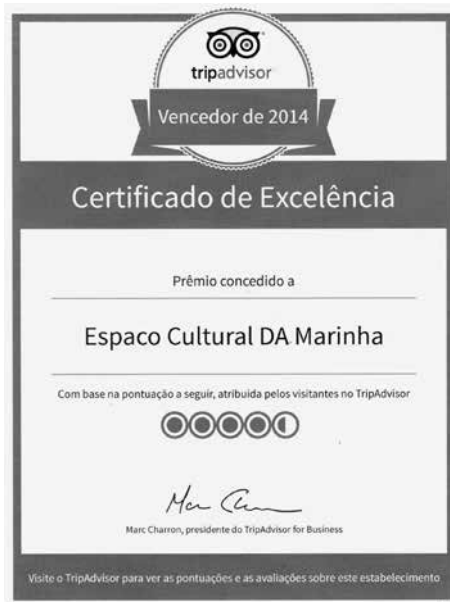 tripadvisor
Vencedor de 2014
Certificado de Excelência
Prêmio concedido a
Espaco Cultural DA Marinha
Com base na pontuação a seguir, atribuida pelos visitantes no TripAdvisor
Marc Charron, presidente do TripAdvisor for Business
Visite o TripAdvisor para ver as pontuações e as avaliações sobre este estabelecimento